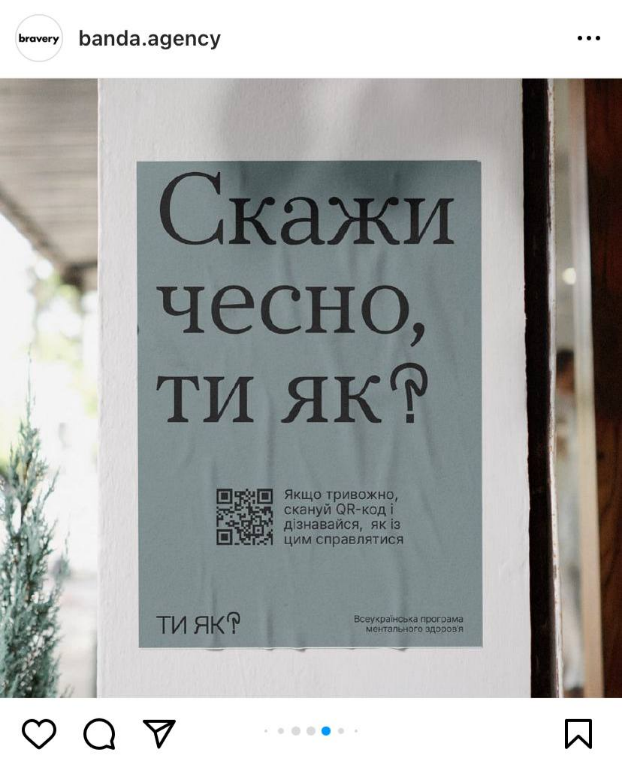 bravery
banda.agency
Скажи
чесно,
ти як?
Якщо тривожно,
скануй QR-код і
дізнавайся, як із
цим справлятися
ТИ ЯК?
Всеукраїнська програма
ментального здоров'я